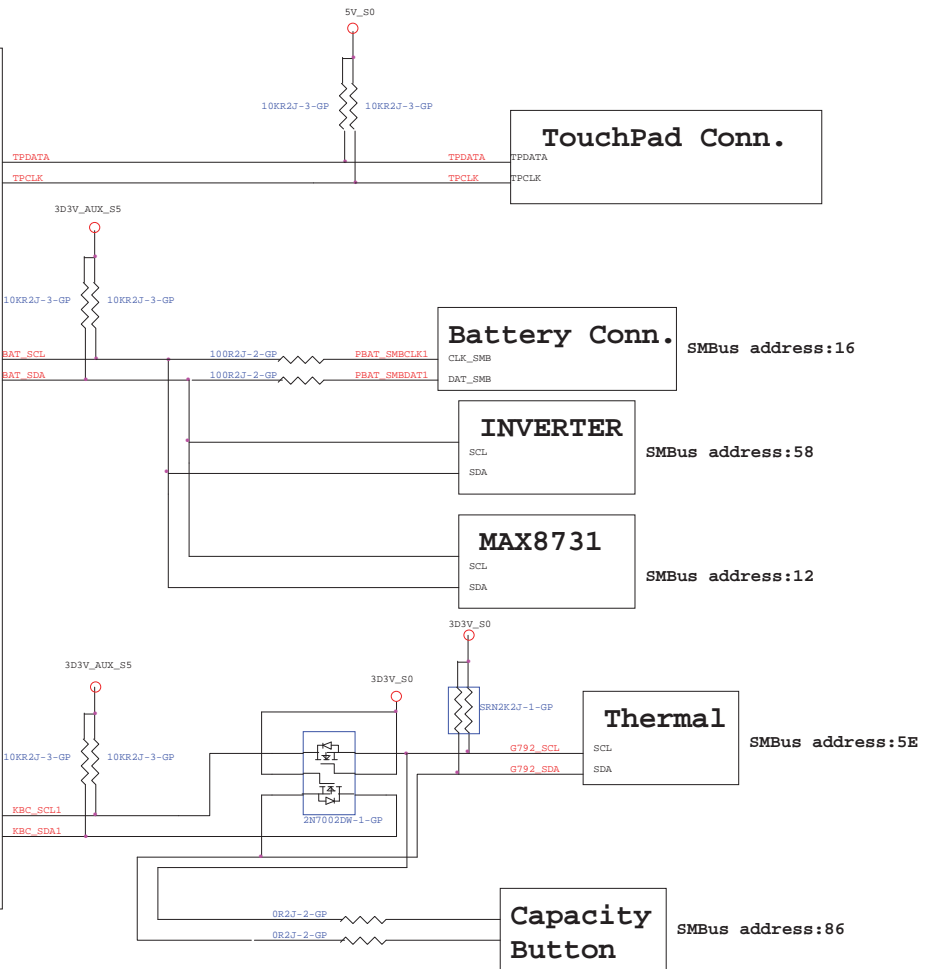 5V_S0
10KR2J-3-GP 10KR2J-3-GP
TouchPad Conn.
TPDATA TPDATA TPDATA
TPCLK TPCLK TPCLK
3D3V_AUX_S5
10KR2J-3-GP 10KR2J-3-GP
Battery Conn.
SMBus address:16
BAT_SCL 100R2J-2-GP PBAT_SMBCLK1 CLK_SMB
BAT_SDA 100R2J-2-GP PBAT_SMBDAT1 DAT_SMB
INVERTER
SCL
SMBus address:58
SDA
MAX8731
SCL
SMBus address:12
SDA
3D3V_S0
3D3V_AUX_S5
3D3V_S0
SRN2K2J-1-GP
Thermal
G792_SCL SCL
SMBus address:5E
10KR2J-3-GP 10KR2J-3-GP
G792_SDA SDA
KBC_SCL1
2N7002DW-1-GP
KBC_SDA1
0R2J-2-GP
Capacity
SMBus address:86
0R2J-2-GP
Button